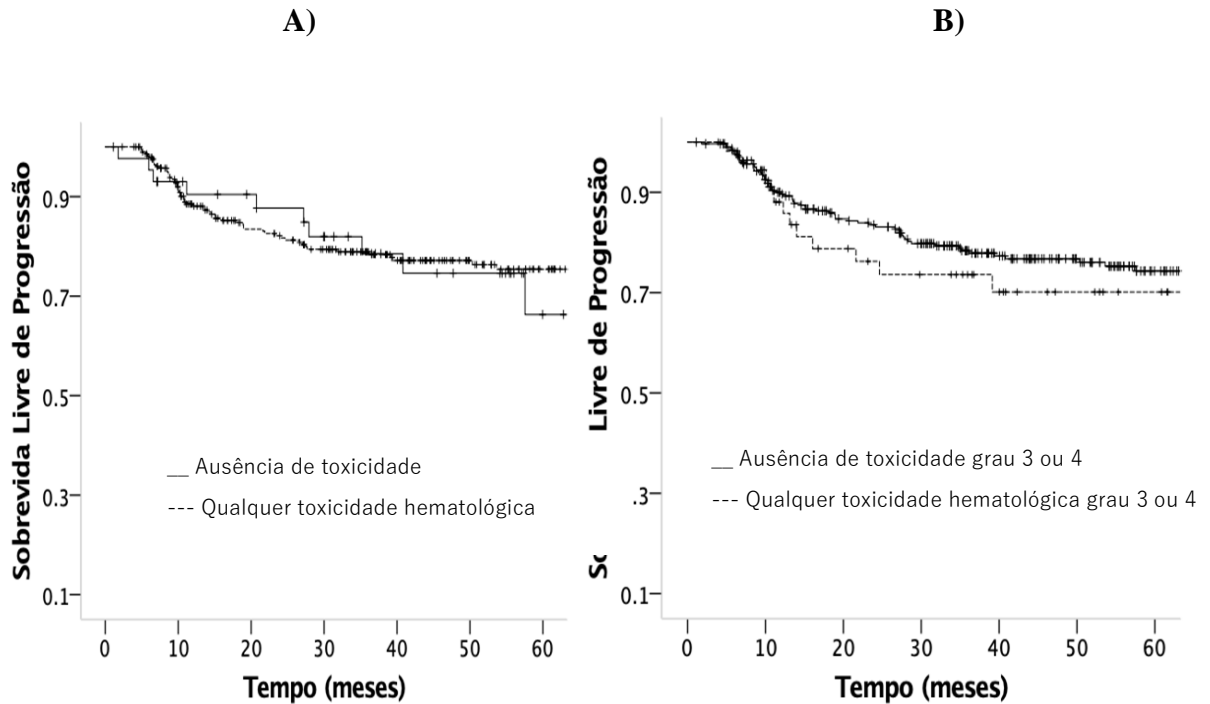 A)
B)
Sobrevida Livre de Progressão
0.9
0.7
0.5
0.3
0.1
__ Ausência de toxicidade
--- Qualquer toxicidade hematológica
0 10 20 30 40 50 60
Tempo (meses)
Livre de Progressão
0.9
0.7
0.5
.3
0.1
__ Ausência de toxicidade grau 3 ou 4
--- Qualquer toxicidade hematológica grau 3 ou 4
0 10 20 30 40 50 60
Tempo (meses)